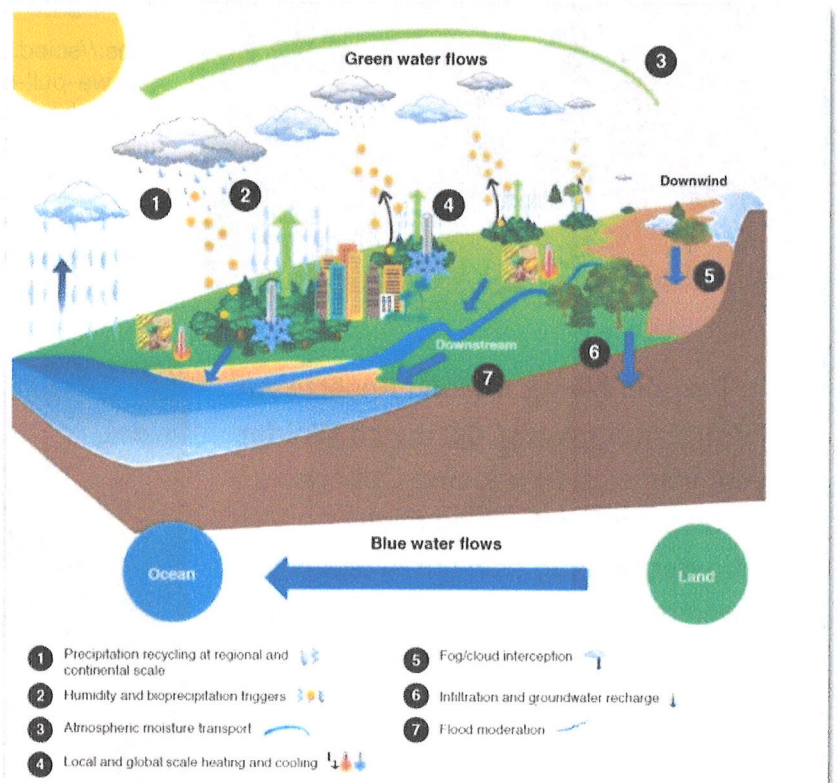 Green water flows
3
1
2
4
Downwind
5
Downstream
6
7
Blue water flows
Ocean
Land
1 Precipitation recycling at regional and
continental scale
2 Humidity and bioprecipitation triggers
3 Atmospheric moisture transport
4 Local and global scale heating and cooling
5 Fog/cloud interception
6 Infiltration and groundwater recharge
7 Flood moderation